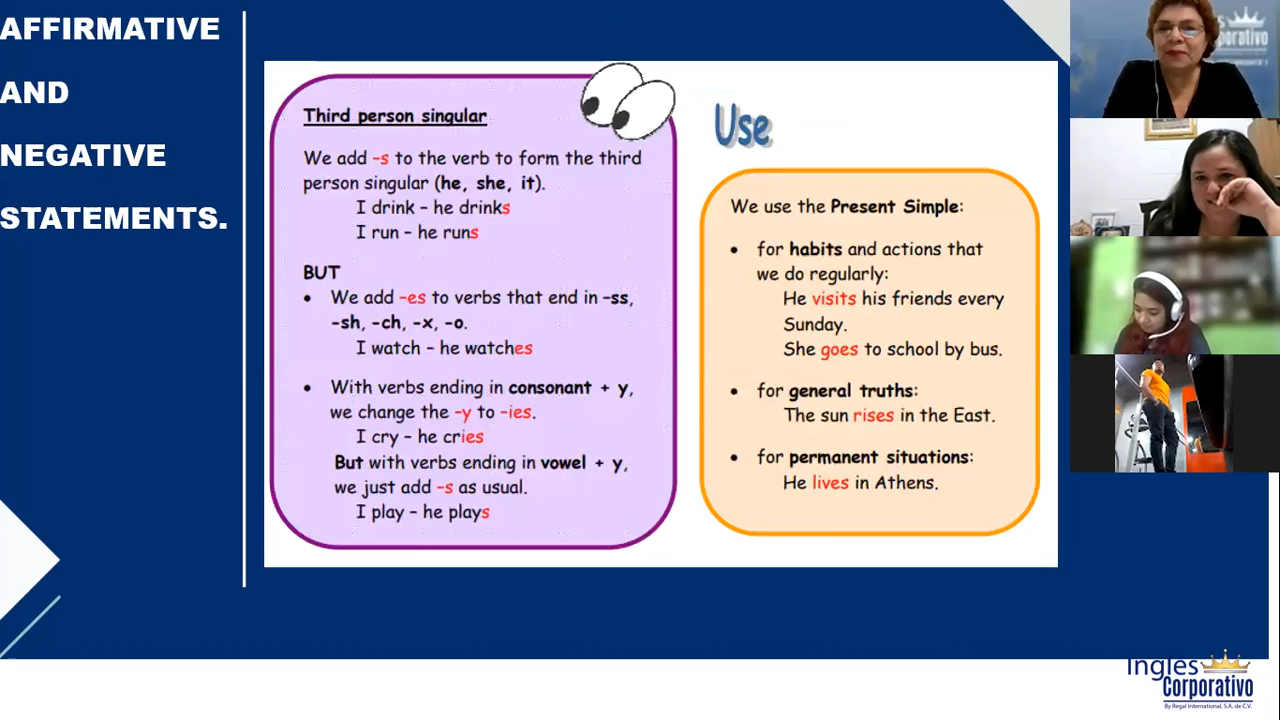 AFFIRMATIVE
AND
NEGATIVE
STATEMENTS.
Third person singular
We add –s to the verb to form the third
person singular (he, she, it).
I drink – he drinks
I run – he runs
BUT
• We add –es to verbs that end in –ss,
–sh, –ch, –x, –o.
I watch – he watches
• With verbs ending in consonant + y,
we change the –y to –ies.
I cry – he cries
But with verbs ending in vowel + y,
we just add –s as usual.
I play – he plays
Use
We use the Present Simple:
• for habits and actions that
we do regularly:
He visits his friends every
Sunday.
She goes to school by bus.
• for general truths:
The sun rises in the East.
• for permanent situations:
He lives in Athens.
Ingles
Corporativo
By Regal International, S.A. de C.V.